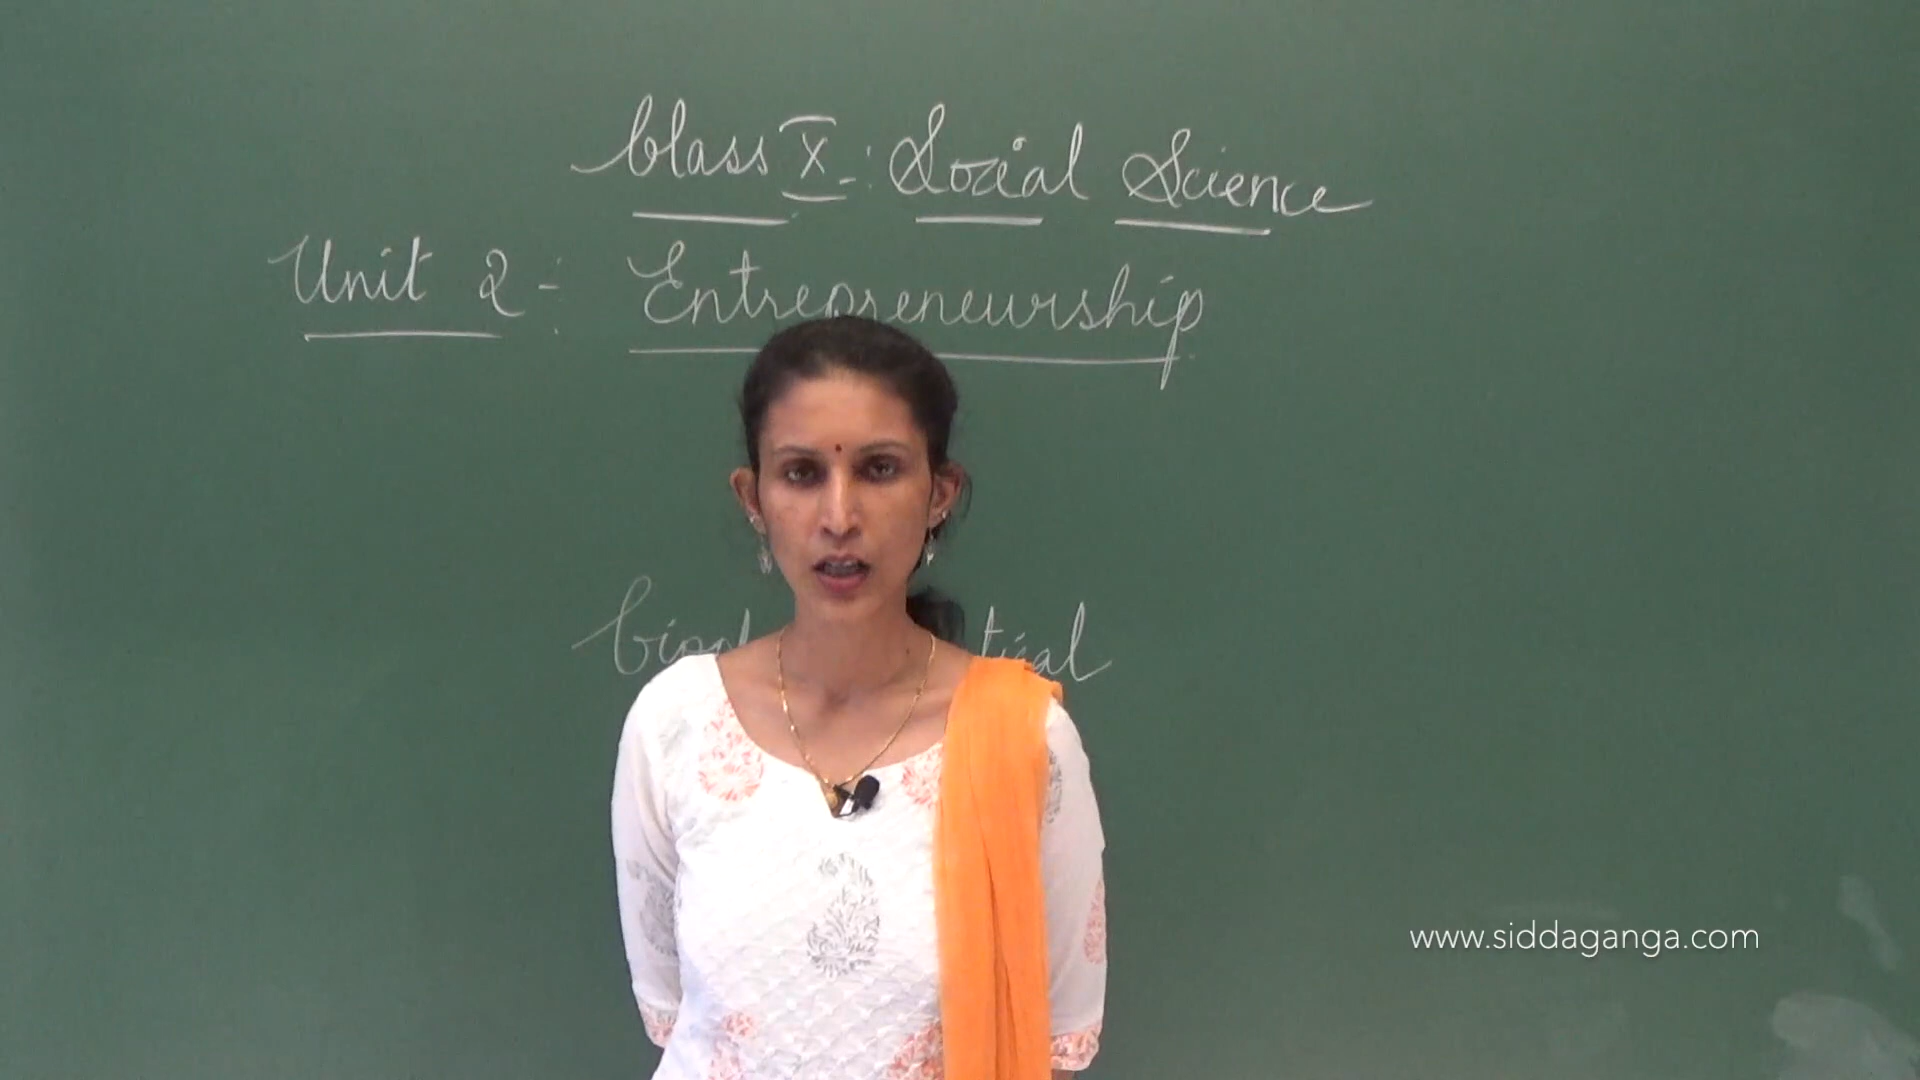 Class X : Social Science
Unit 2 : Entrepreneurship
www.siddaganga.com